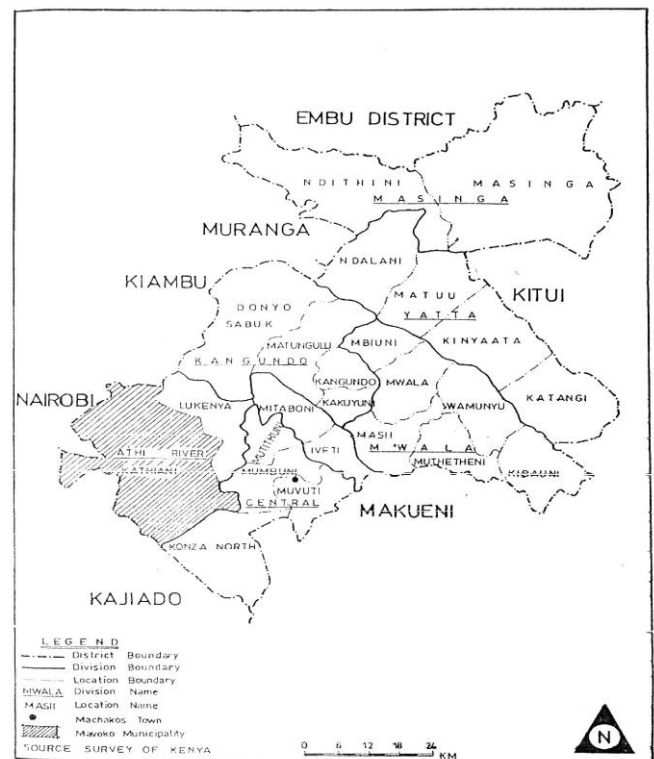 EMBU DISTRICT
NDITHINI
MASINGA
MASINGA
MURANGA
NDALANI
KIAMBU
KITUI
MATUU
DONYO
SABUK
YATTA
MATUNGULU
MBIUNI
KINYAATA
KANGUNDO
KANGUNDO
MWALA
NAIROBI
LUKENYA
MITABONI
KAKUYUNI
SWAMUNYU
KATANGI
MUTITUNI
MASII
ATHI RIVER
IVETI
MWALA
KATHIANI
MUMBUNI
MUTHETHENI
KIBAUNI
MUVUTI
CENTRAL
MAKUENI
KONZA NORTH
KAJIADO
LEGEND
District Boundary
Division Boundary
Location Boundary
MWALA Division Name
MASII Location Name
Machakos Town
Mavoko Municipality
SOURCE SURVEY OF KENYA
0 6 12 18 24
KM
N